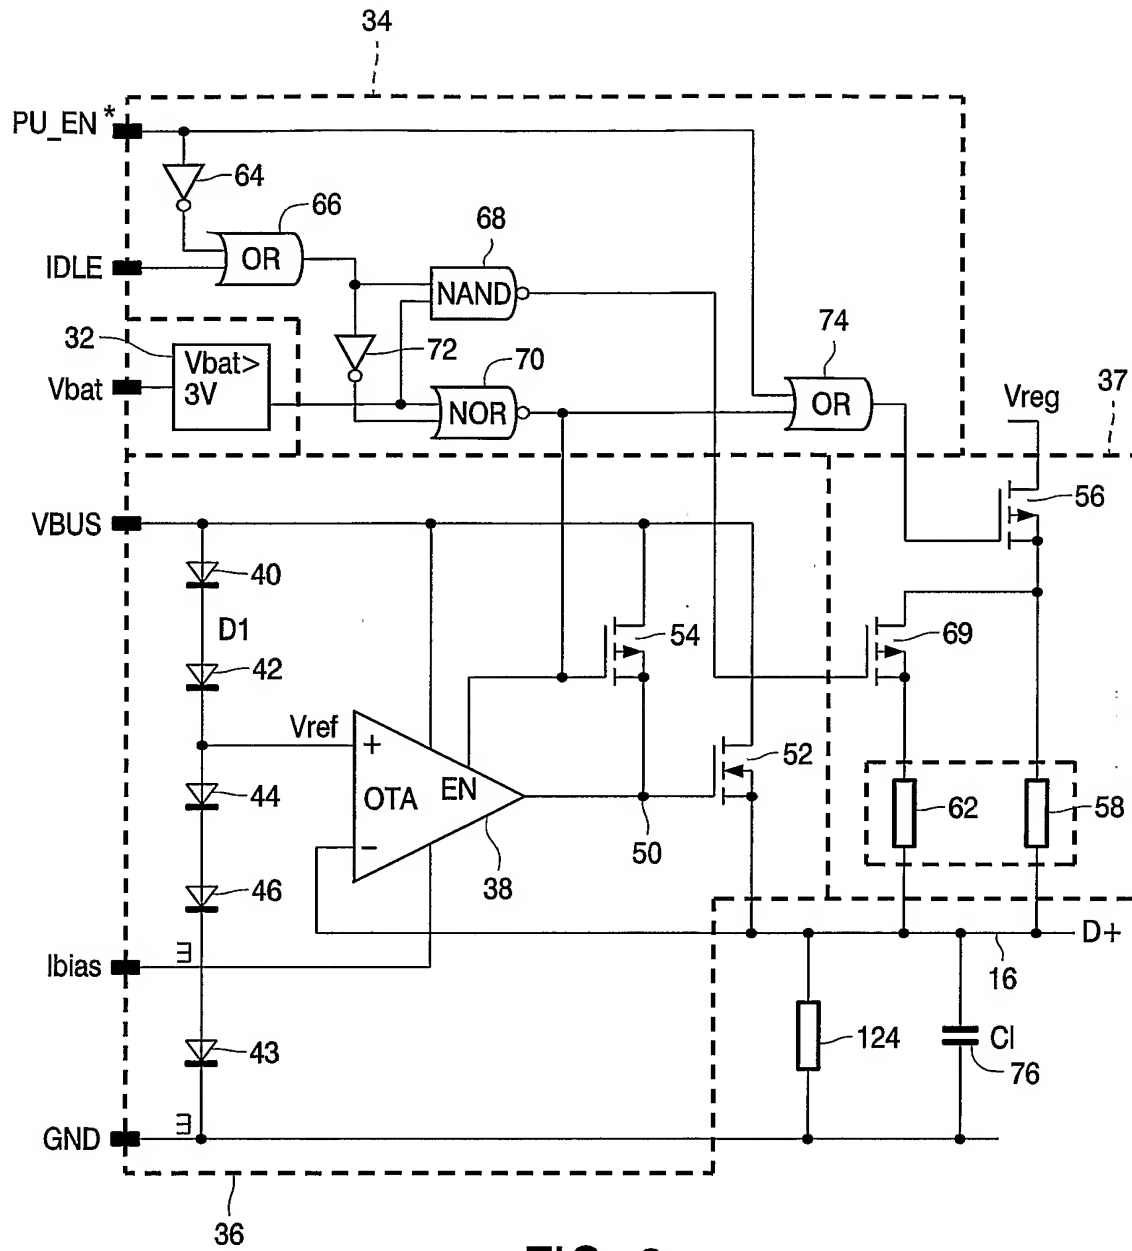 34
PU_EN*
64
66
68
OR
IDLE
NAND
74
32
72
70
37
Vbat>
3V
Vbat
Vreg
NOR
OR
56
VBUS
40
D1
54
69
42
Vref
+
52
44
OTA
EN
62
58
–
50
46
38
D+
Ibias
16
43
124
Cl
76
GND
36